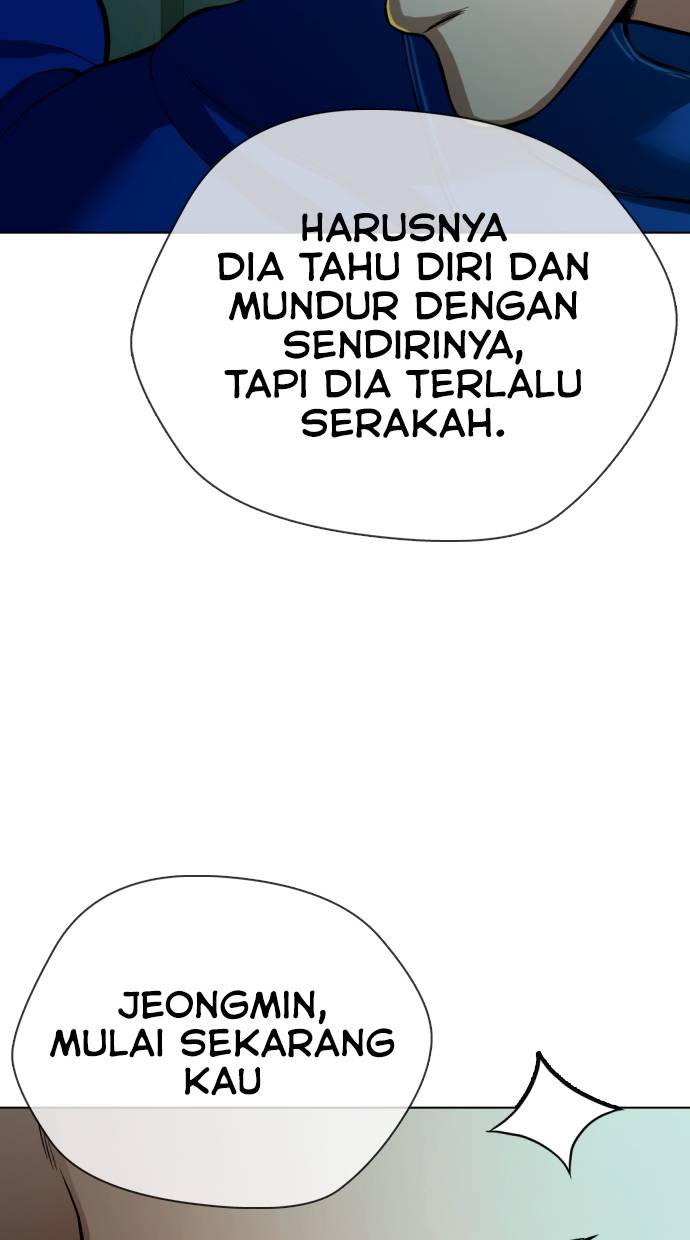 HARUSNYA
DIA TAHU DIRI DAN
MUNDUR DENGAN
SENDIRINYA,
TAPI DIA TERLALU
SERAKAH.
JEONGMIN,
MULAI SEKARANG
KAU